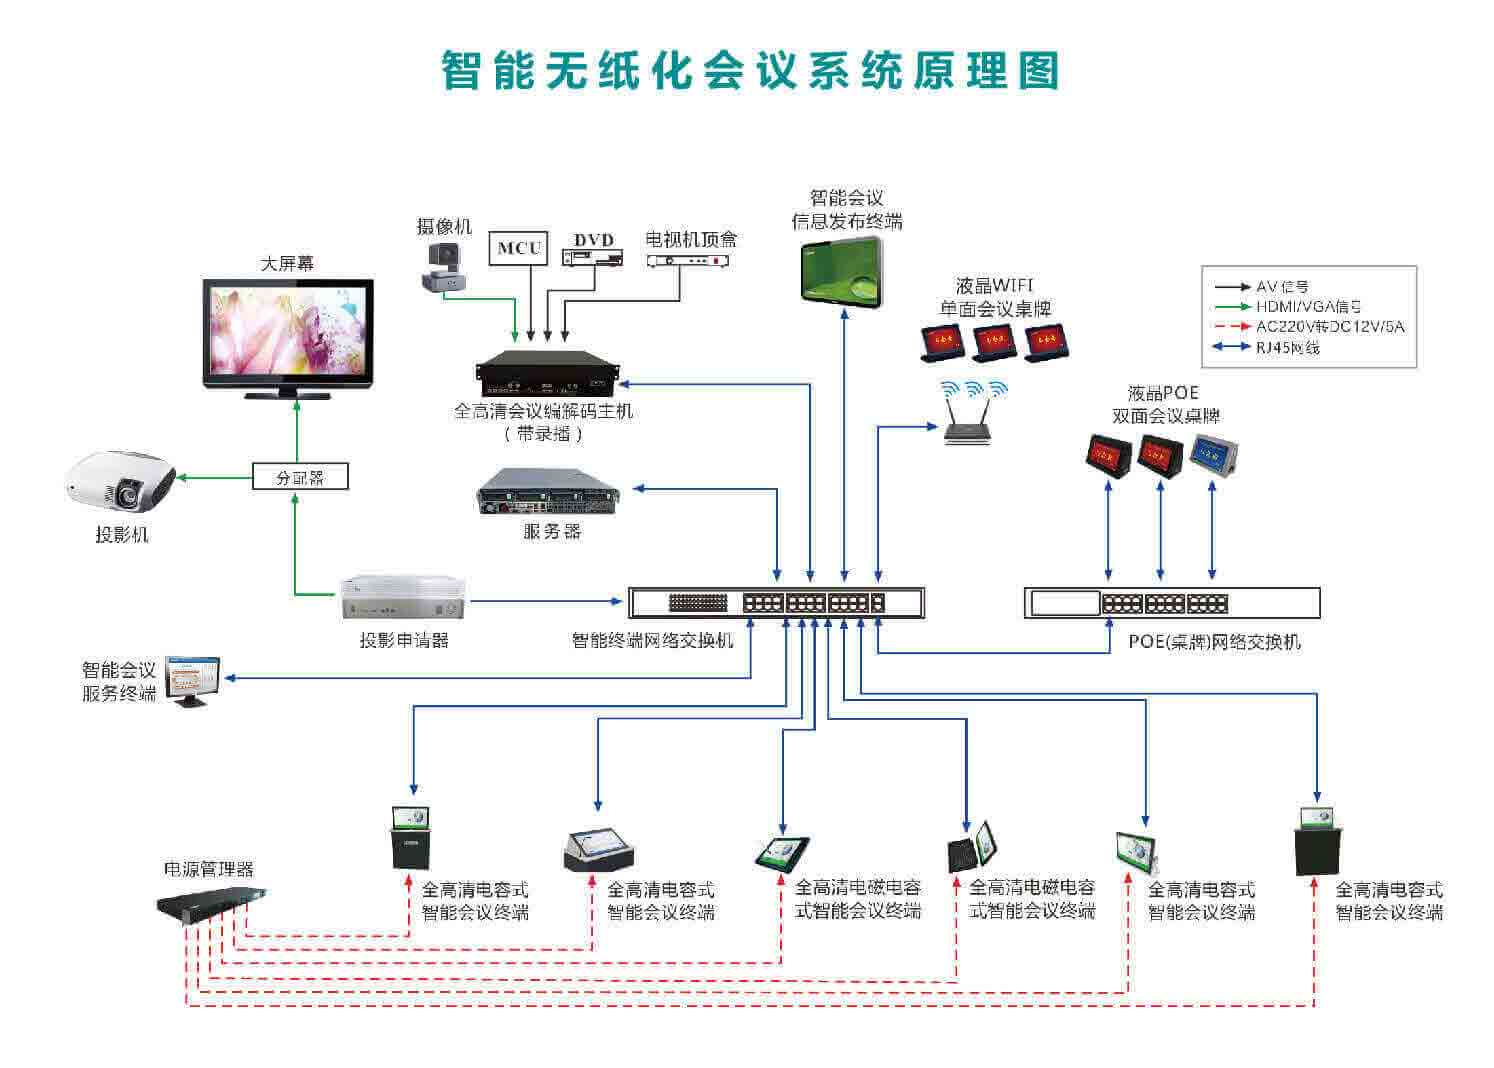 智能无纸化会议系统原理图
智能会议
信息发布终端
摄像机
MCU
DVD
电视机顶盒
大屏幕
液晶WIFI
单面会议桌牌
AV信号
HDMI/VGA信号
AC220V转DC12V/5A
RJ45网线
全高清会议编解码主机
（带录播）
液晶POE
双面会议桌牌
分配器
投影机
服务器
投影申请器
智能终端网络交换机
POE(桌牌)网络交换机
智能会议
服务终端
电源管理器
全高清电容式
智能会议终端
全高清电容式
智能会议终端
全高清电磁电容
式智能会议终端
全高清电磁电容
式智能会议终端
全高清电容式
智能会议终端
全高清电容式
智能会议终端